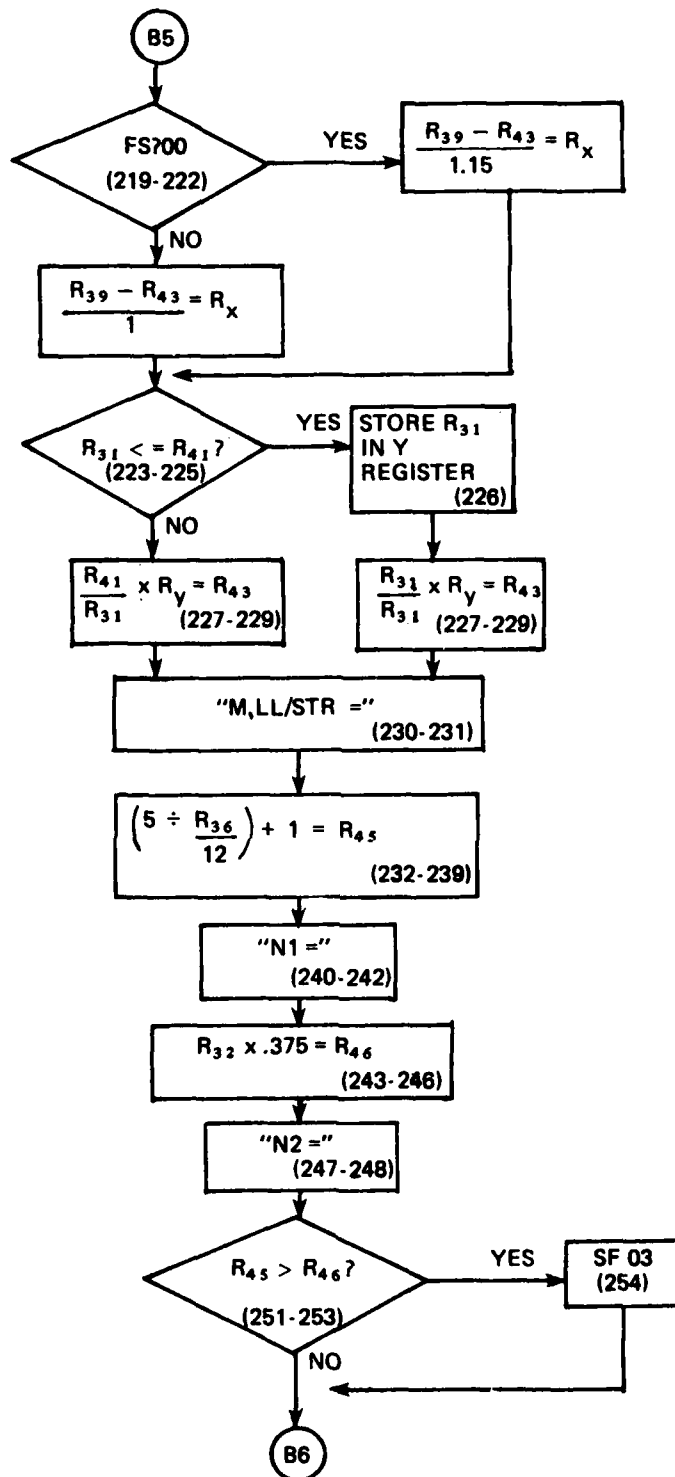 B5
FS?00
(219-222)
YES
R39 − R43 = Rx
1.15
NO
R39 − R43 = Rx
1
R31 < = R41?
(223-225)
YES
STORE R31
IN Y
REGISTER
(226)
NO
R41 x Ry = R43
R31
(227-229)
R31 x Ry = R43
R31
(227-229)
"M,LL/STR ="
(230-231)
(5 ÷ R36 ) + 1 = R45
12
(232-239)
"N1 ="
(240-242)
R32 x .375 = R46
(243-246)
"N2 ="
(247-248)
R45 > R46?
(251-253)
YES
SF 03
(254)
NO
B6